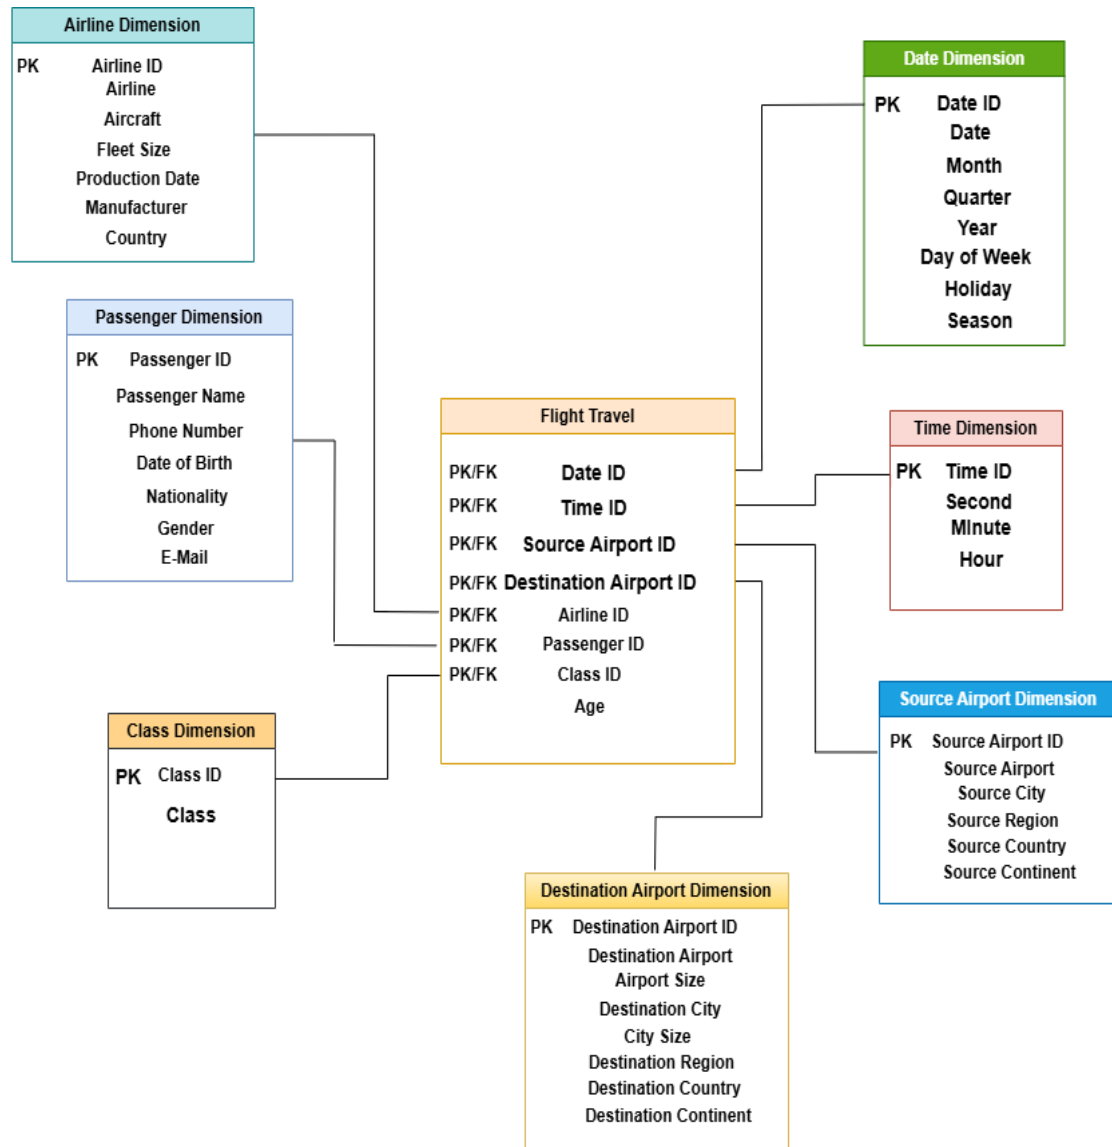 Airline Dimension
PK Airline ID
Airline
Aircraft
Fleet Size
Production Date
Manufacturer
Country
Date Dimension
PK Date ID
Date
Month
Quarter
Year
Day of Week
Holiday
Season
Passenger Dimension
PK Passenger ID
Passenger Name
Phone Number
Date of Birth
Nationality
Gender
E-Mail
Flight Travel
PK/FK Date ID
PK/FK Time ID
PK/FK Source Airport ID
PK/FK Destination Airport ID
PK/FK Airline ID
PK/FK Passenger ID
PK/FK Class ID
Age
Time Dimension
PK Time ID
Second
MInute
Hour
Class Dimension
PK Class ID
Class
Source Airport Dimension
PK Source Airport ID
Source Airport
Source City
Source Region
Source Country
Source Continent
Destination Airport Dimension
PK Destination Airport ID
Destination Airport
Airport Size
Destination City
City Size
Destination Region
Destination Country
Destination Continent